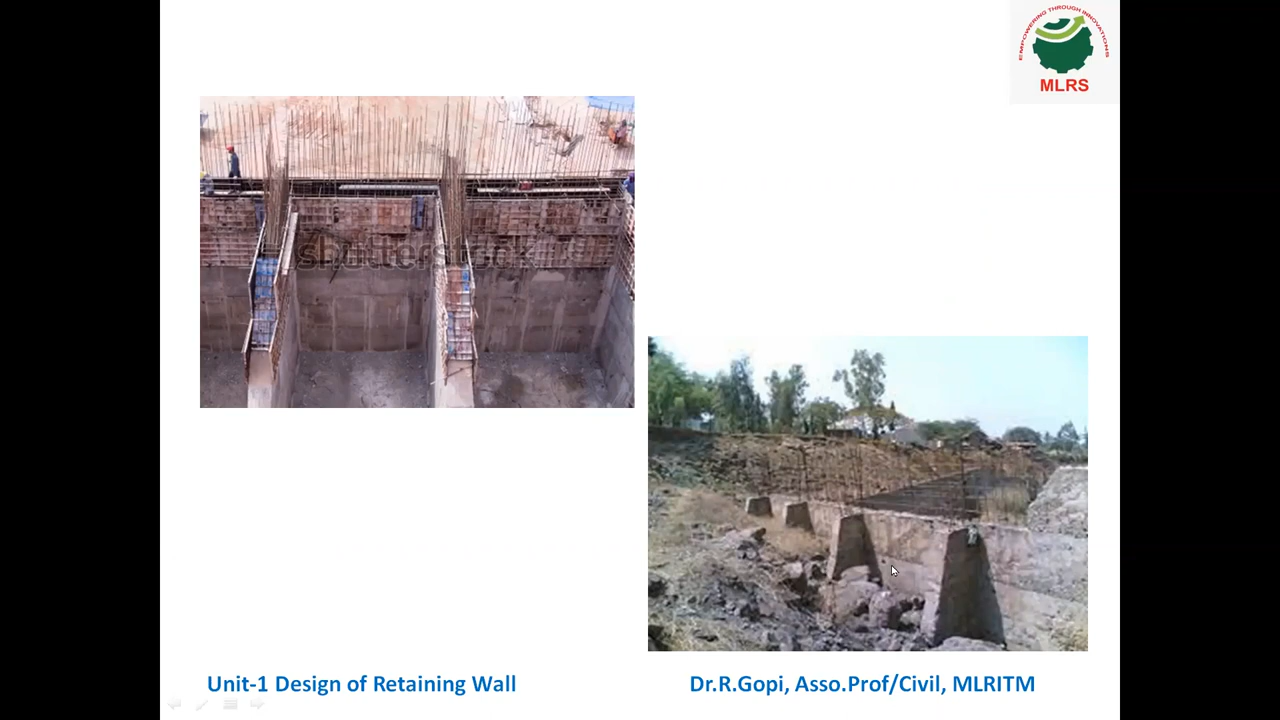 EMPOWERING THROUGH INNOVATIONS
MLRS
shutterstock
Unit-1 Design of Retaining Wall
Dr.R.Gopi, Asso.Prof/Civil, MLRITM